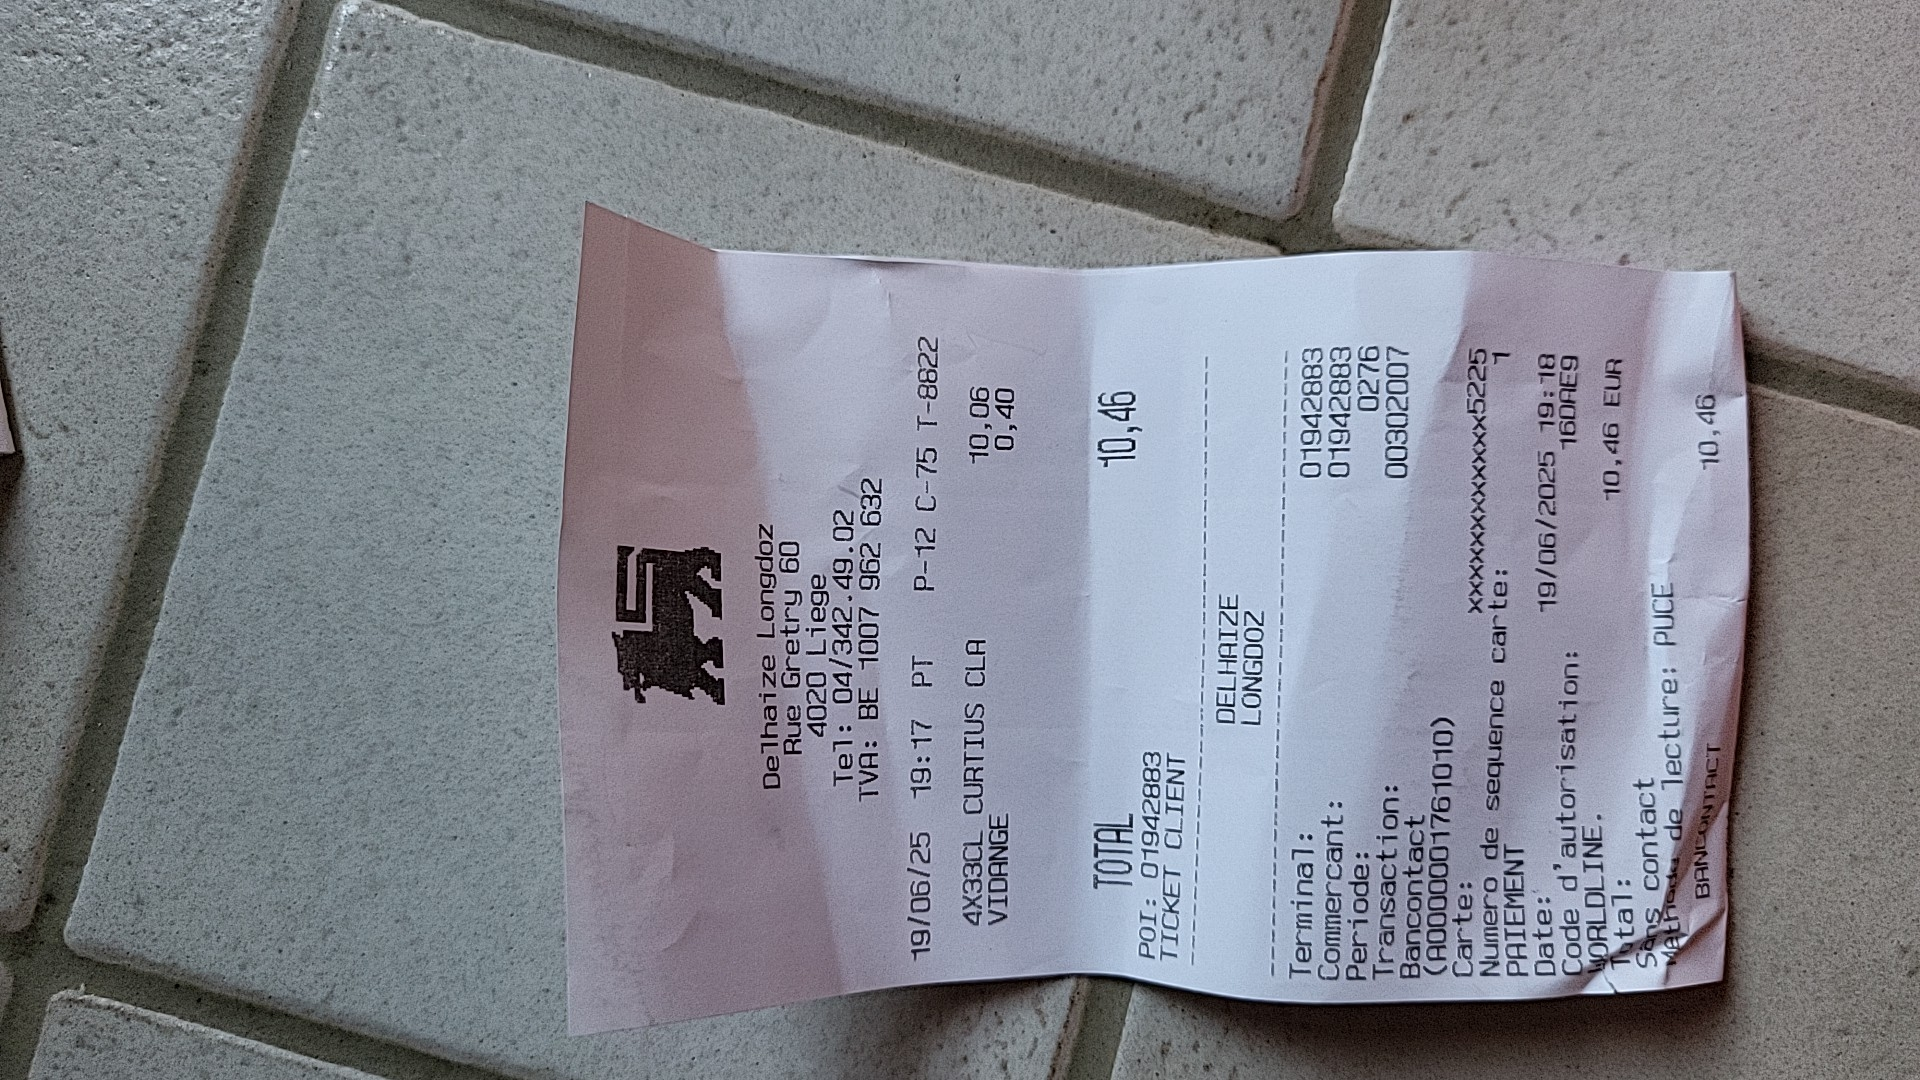 Delhaize Longdoz
Rue Gretry 60
4020 Liege
Tel: 04/342.49.02
TVA: BE 1007 962 632
19/06/25 19:17 PT P-12 C-75 T-8822
4X33CL CURTIUS CLA 10,06
VIDANGE 0,40
TOTAL 10,46
POI: 01942883
TICKET CLIENT
DELHAIZE
LONGDOZ
Terminal: 01942883
Commercant: 01942883
Periode: 0276
Transaction: 00302007
Bancontact
(A0000001761010)
Carte: xxxxxxxxxxxxx5225
Numero de sequence carte: 1
PAIEMENT
Date: 19/06/2025 19:18
Code d'autorisation: 160AE9
WORLDLINE.
Total: 10,46 EUR
Sans contact
Methode de lecture: PUCE
BANCONTACT 10,46